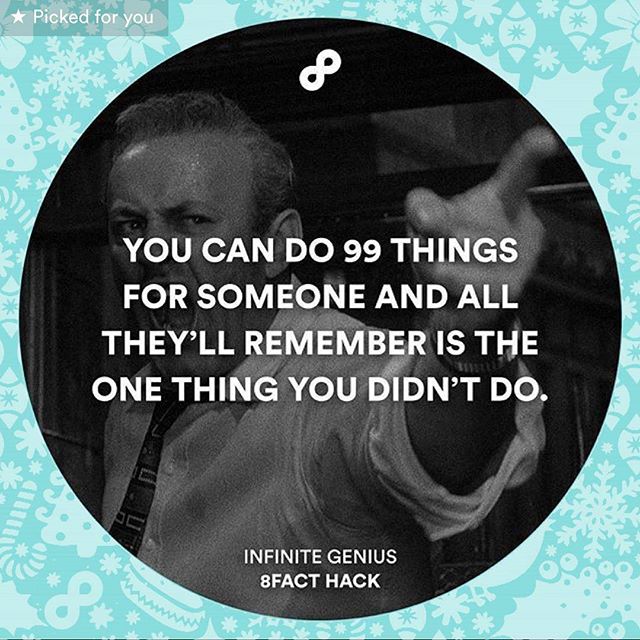 ★ Picked for you
YOU CAN DO 99 THINGS
FOR SOMEONE AND ALL
THEY’LL REMEMBER IS THE
ONE THING YOU DIDN’T DO.
INFINITE GENIUS
8FACT HACK